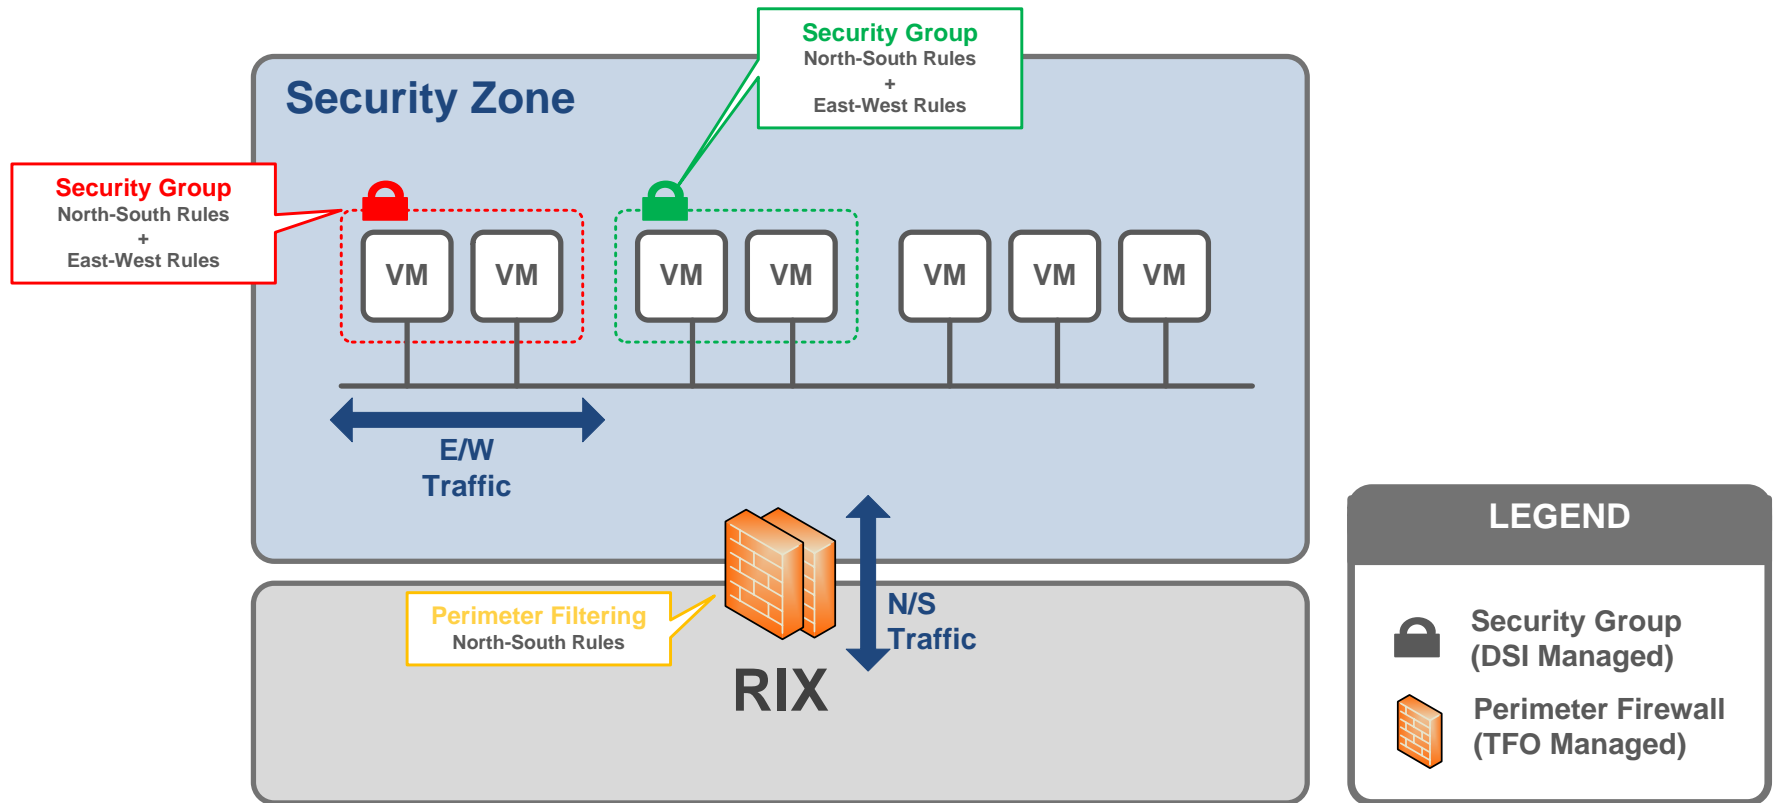 Security Group
North-South Rules
+
East-West Rules
Security Zone
Security Group
North-South Rules
+
East-West Rules
VM
VM
VM
VM
VM
VM
VM
E/W
Traffic
N/S
Traffic
Perimeter Filtering
North-South Rules
RIX
LEGEND
Security Group
(DSI Managed)
Perimeter Firewall
(TFO Managed)